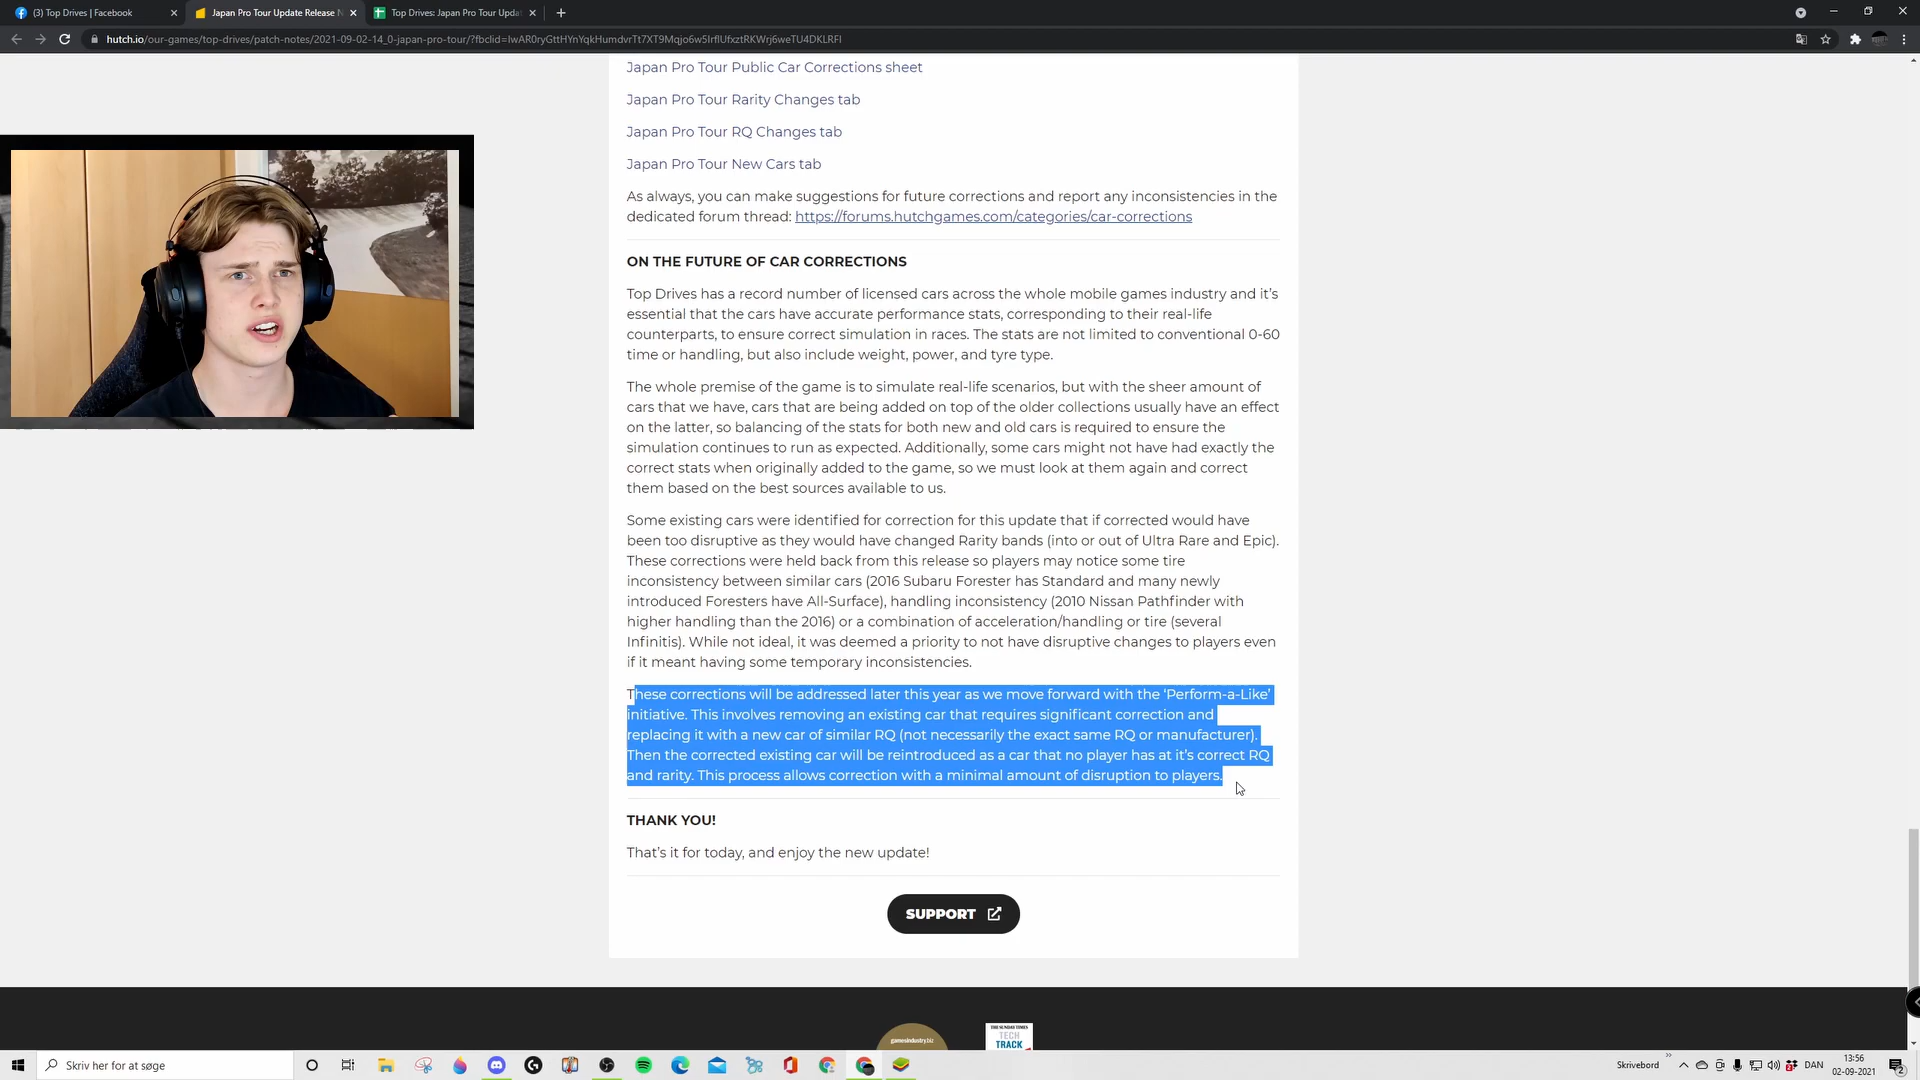 (3) Top Drives | Facebook
Japan Pro Tour Update Release N
Top Drives: Japan Pro Tour Upda
hutch.io/our-games/top-drives/patch-notes/2021-09-02-14_0-japan-pro-tour/?fbclid=IwAR0ryGttHYnYqkHumdvrTt7XT9Mqjo6w5IrflUfxztRKWrj6weTU4DKLRFI
Japan Pro Tour Public Car Corrections sheet
Japan Pro Tour Rarity Changes tab
Japan Pro Tour RQ Changes tab
Japan Pro Tour New Cars tab
As always, you can make suggestions for future corrections and report any inconsistencies in the
dedicated forum thread: https://forums.hutchgames.com/categories/car-corrections
ON THE FUTURE OF CAR CORRECTIONS
Top Drives has a record number of licensed cars across the whole mobile games industry and it's
essential that the cars have accurate performance stats, corresponding to their real-life
counterparts, to ensure correct simulation in races. The stats are not limited to conventional 0-60
time or handling, but also include weight, power, and tyre type.
The whole premise of the game is to simulate real-life scenarios, but with the sheer amount of
cars that we have, cars that are being added on top of the older collections usually have an effect
on the latter, so balancing of the stats for both new and old cars is required to ensure the
simulation continues to run as expected. Additionally, some cars might not have had exactly the
correct stats when originally added to the game, so we must look at them again and correct
them based on the best sources available to us.
Some existing cars were identified for correction for this update that if corrected would have
been too disruptive as they would have changed Rarity bands (into or out of Ultra Rare and Epic).
These corrections were held back from this release so players may notice some tire
inconsistency between similar cars (2016 Subaru Forester has Standard and many newly
introduced Foresters have All-Surface), handling inconsistency (2010 Nissan Pathfinder with
higher handling than the 2016) or a combination of acceleration/handling or tire (several
Infinitis). While not ideal, it was deemed a priority to not have disruptive changes to players even
if it meant having some temporary inconsistencies.
These corrections will be addressed later this year as we move forward with the 'Perform-a-Like'
initiative. This involves removing an existing car that requires significant correction and
replacing it with a new car of similar RQ (not necessarily the exact same RQ or manufacturer).
Then the corrected existing car will be reintroduced as a car that no player has at it's correct RQ
and rarity. This process allows correction with a minimal amount of disruption to players.
THANK YOU!
That's it for today, and enjoy the new update!
SUPPORT
gamesindustry.biz
THE SUNDAY TIMES
TECH
TRACK
Skriv her for at søge
Skrivebord
DAN
13:56
02-09-2021